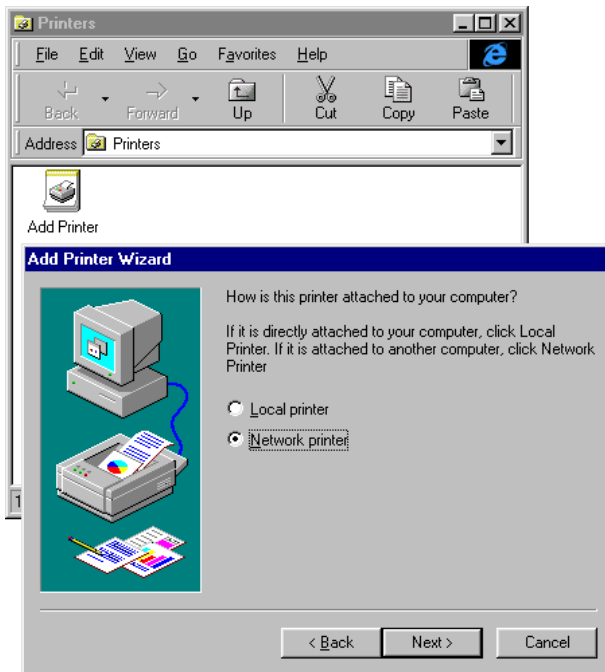 Printers
File Edit View Go Favorites Help
Back Forward Up Cut Copy Paste
Address Printers
Add Printer
Add Printer Wizard
How is this printer attached to your computer?
If it is directly attached to your computer, click Local
Printer. If it is attached to another computer, click Network
Printer
Local printer
Network printer
1
< Back Next > Cancel